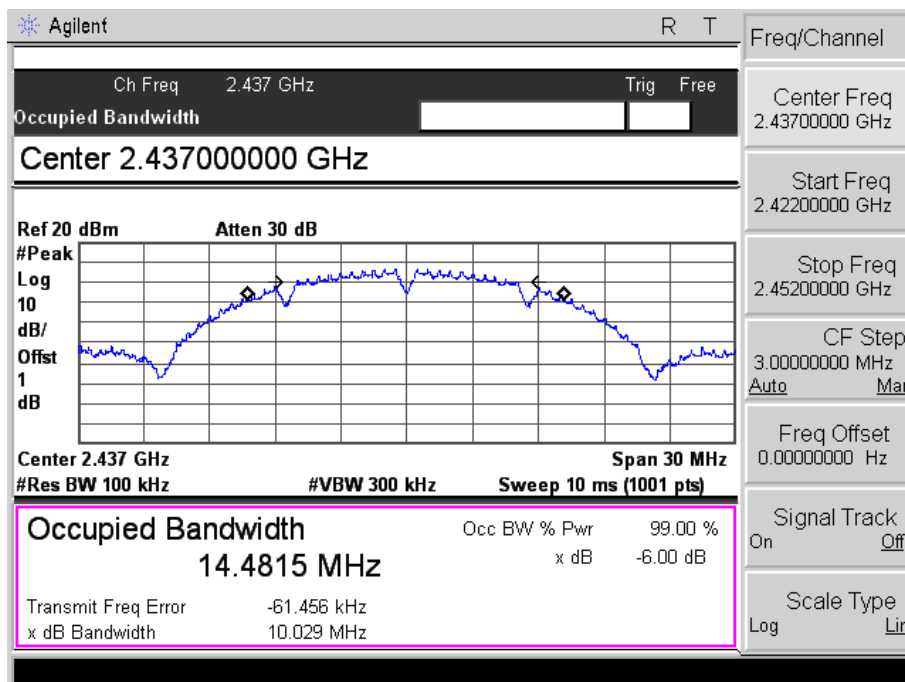 Agilent R T
Freq/Channel
Ch Freq 2.437 GHz Trig Free
Occupied Bandwidth
Center 2.437000000 GHz
Ref 20 dBm Atten 30 dB
#Peak
Log
10
dB/
Offst
1
dB
Center 2.437 GHz Span 30 MHz
#Res BW 100 kHz #VBW 300 kHz Sweep 10 ms (1001 pts)
Occupied Bandwidth Occ BW % Pwr 99.00 %
14.4815 MHz x dB -6.00 dB
Transmit Freq Error -61.456 kHz
x dB Bandwidth 10.029 MHz
Center Freq
2.43700000 GHz
Start Freq
2.42200000 GHz
Stop Freq
2.45200000 GHz
CF Step
3.00000000 MHz
Auto Mar
Freq Offset
0.00000000 Hz
Signal Track
On Off
Scale Type
Log Lin